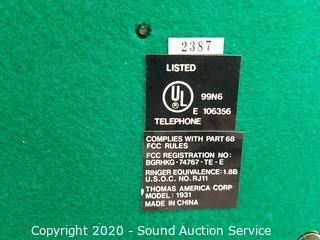 2387
LISTED
UL
99N6
E 106356
TELEPHONE
COMPLIES WITH PART 68
FCC RULES
FCC REGISTRATION NO:
BGRHKG-74767-TE-E
RINGER EQUIVALENCE: 1.8B
U.S.O.C. NO. RJ11
THOMAS AMERICA CORP
MODEL: 1931
MADE IN CHINA
Copyright 2020 - Sound Auction Service